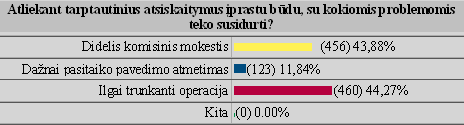 Atliekant tarptautinius atsiskaitymus įprastu būdu, su kokiomis problemomis
teko susidurti?
Didelis komisinis mokestis (456) 43,88%
Dažnai pasitaiko pavedimo atmetimas (123) 11,84%
Ilgai trunkanti operacija (460) 44,27%
Kita (0) 0.00%